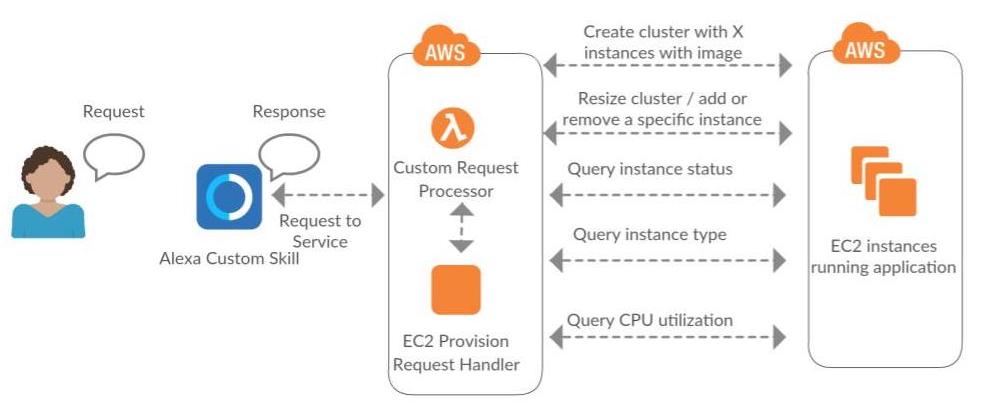 Request
Response
Request to
Service
Alexa Custom Skill
AWS
λ
Custom Request
Processor
EC2 Provision
Request Handler
Create cluster with X
instances with image
Resize cluster / add or
remove a specific instance
Query instance status
Query instance type
Query CPU utilization
AWS
EC2 instances
running application